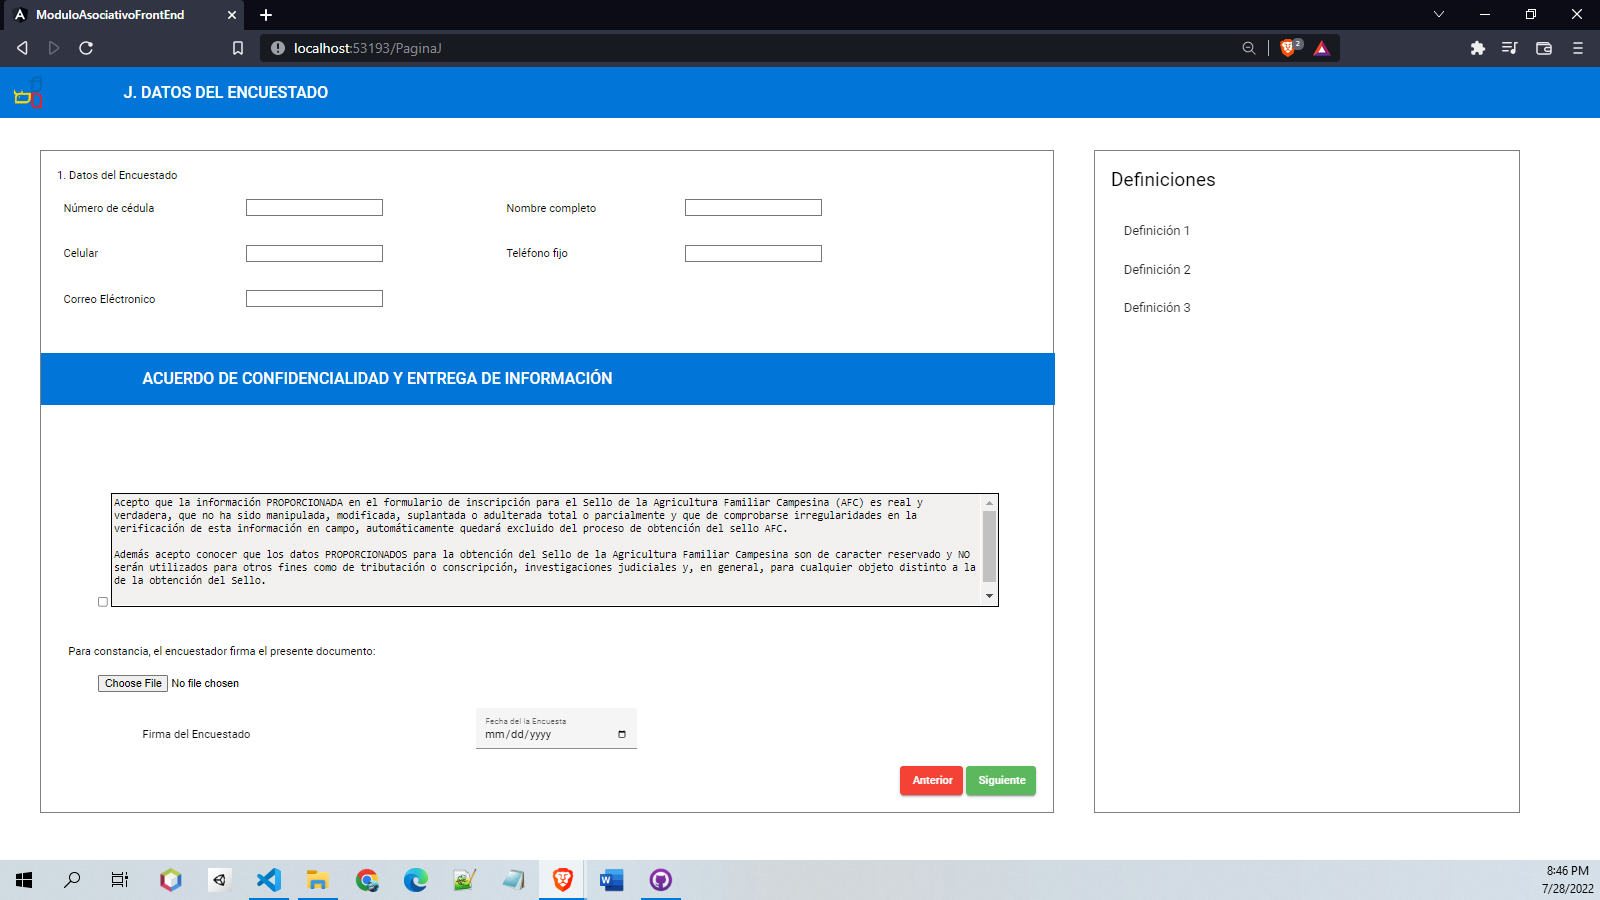 ModuloAsociativoFrontEnd
localhost:53193/PaginaJ
2
J. DATOS DEL ENCUESTADO
1. Datos del Encuestado
Número de cédula
Nombre completo
Celular
Teléfono fijo
Correo Eléctronico
ACUERDO DE CONFIDENCIALIDAD Y ENTREGA DE INFORMACIÓN
Acepto que la información PROPORCIONADA en el formulario de inscripción para el Sello de la Agricultura Familiar Campesina (AFC) es real y
verdadera, que no ha sido manipulada, modificada, suplantada o adulterada total o parcialmente y que de comprobarse irregularidades en la
verificación de esta información en campo, automáticamente quedará excluido del proceso de obtención del sello AFC.
Además acepto conocer que los datos PROPORCIONADOS para la obtención del Sello de la Agricultura Familiar Campesina son de caracter reservado y NO
serán utilizados para otros fines como de tributación o conscripción, investigaciones judiciales y, en general, para cualquier objeto distinto a la
de la obtención del Sello.
Para constancia, el encuestador firma el presente documento:
Choose File No file chosen
Firma del Encuestado
Fecha del la Encuesta
mm/dd/yyyy
Anterior
Siguiente
Definiciones
Definición 1
Definición 2
Definición 3
8:46 PM
7/28/2022